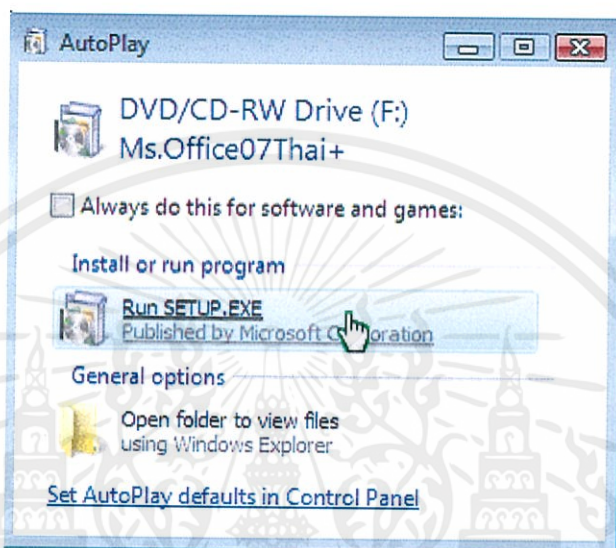 AutoPlay
DVD/CD-RW Drive (F:)
Ms.Office07Thai+
Always do this for software and games:
Install or run program
Run SETUP.EXE
Published by Microsoft Corporation
General options
Open folder to view files
using Windows Explorer
Set AutoPlay defaults in Control Panel